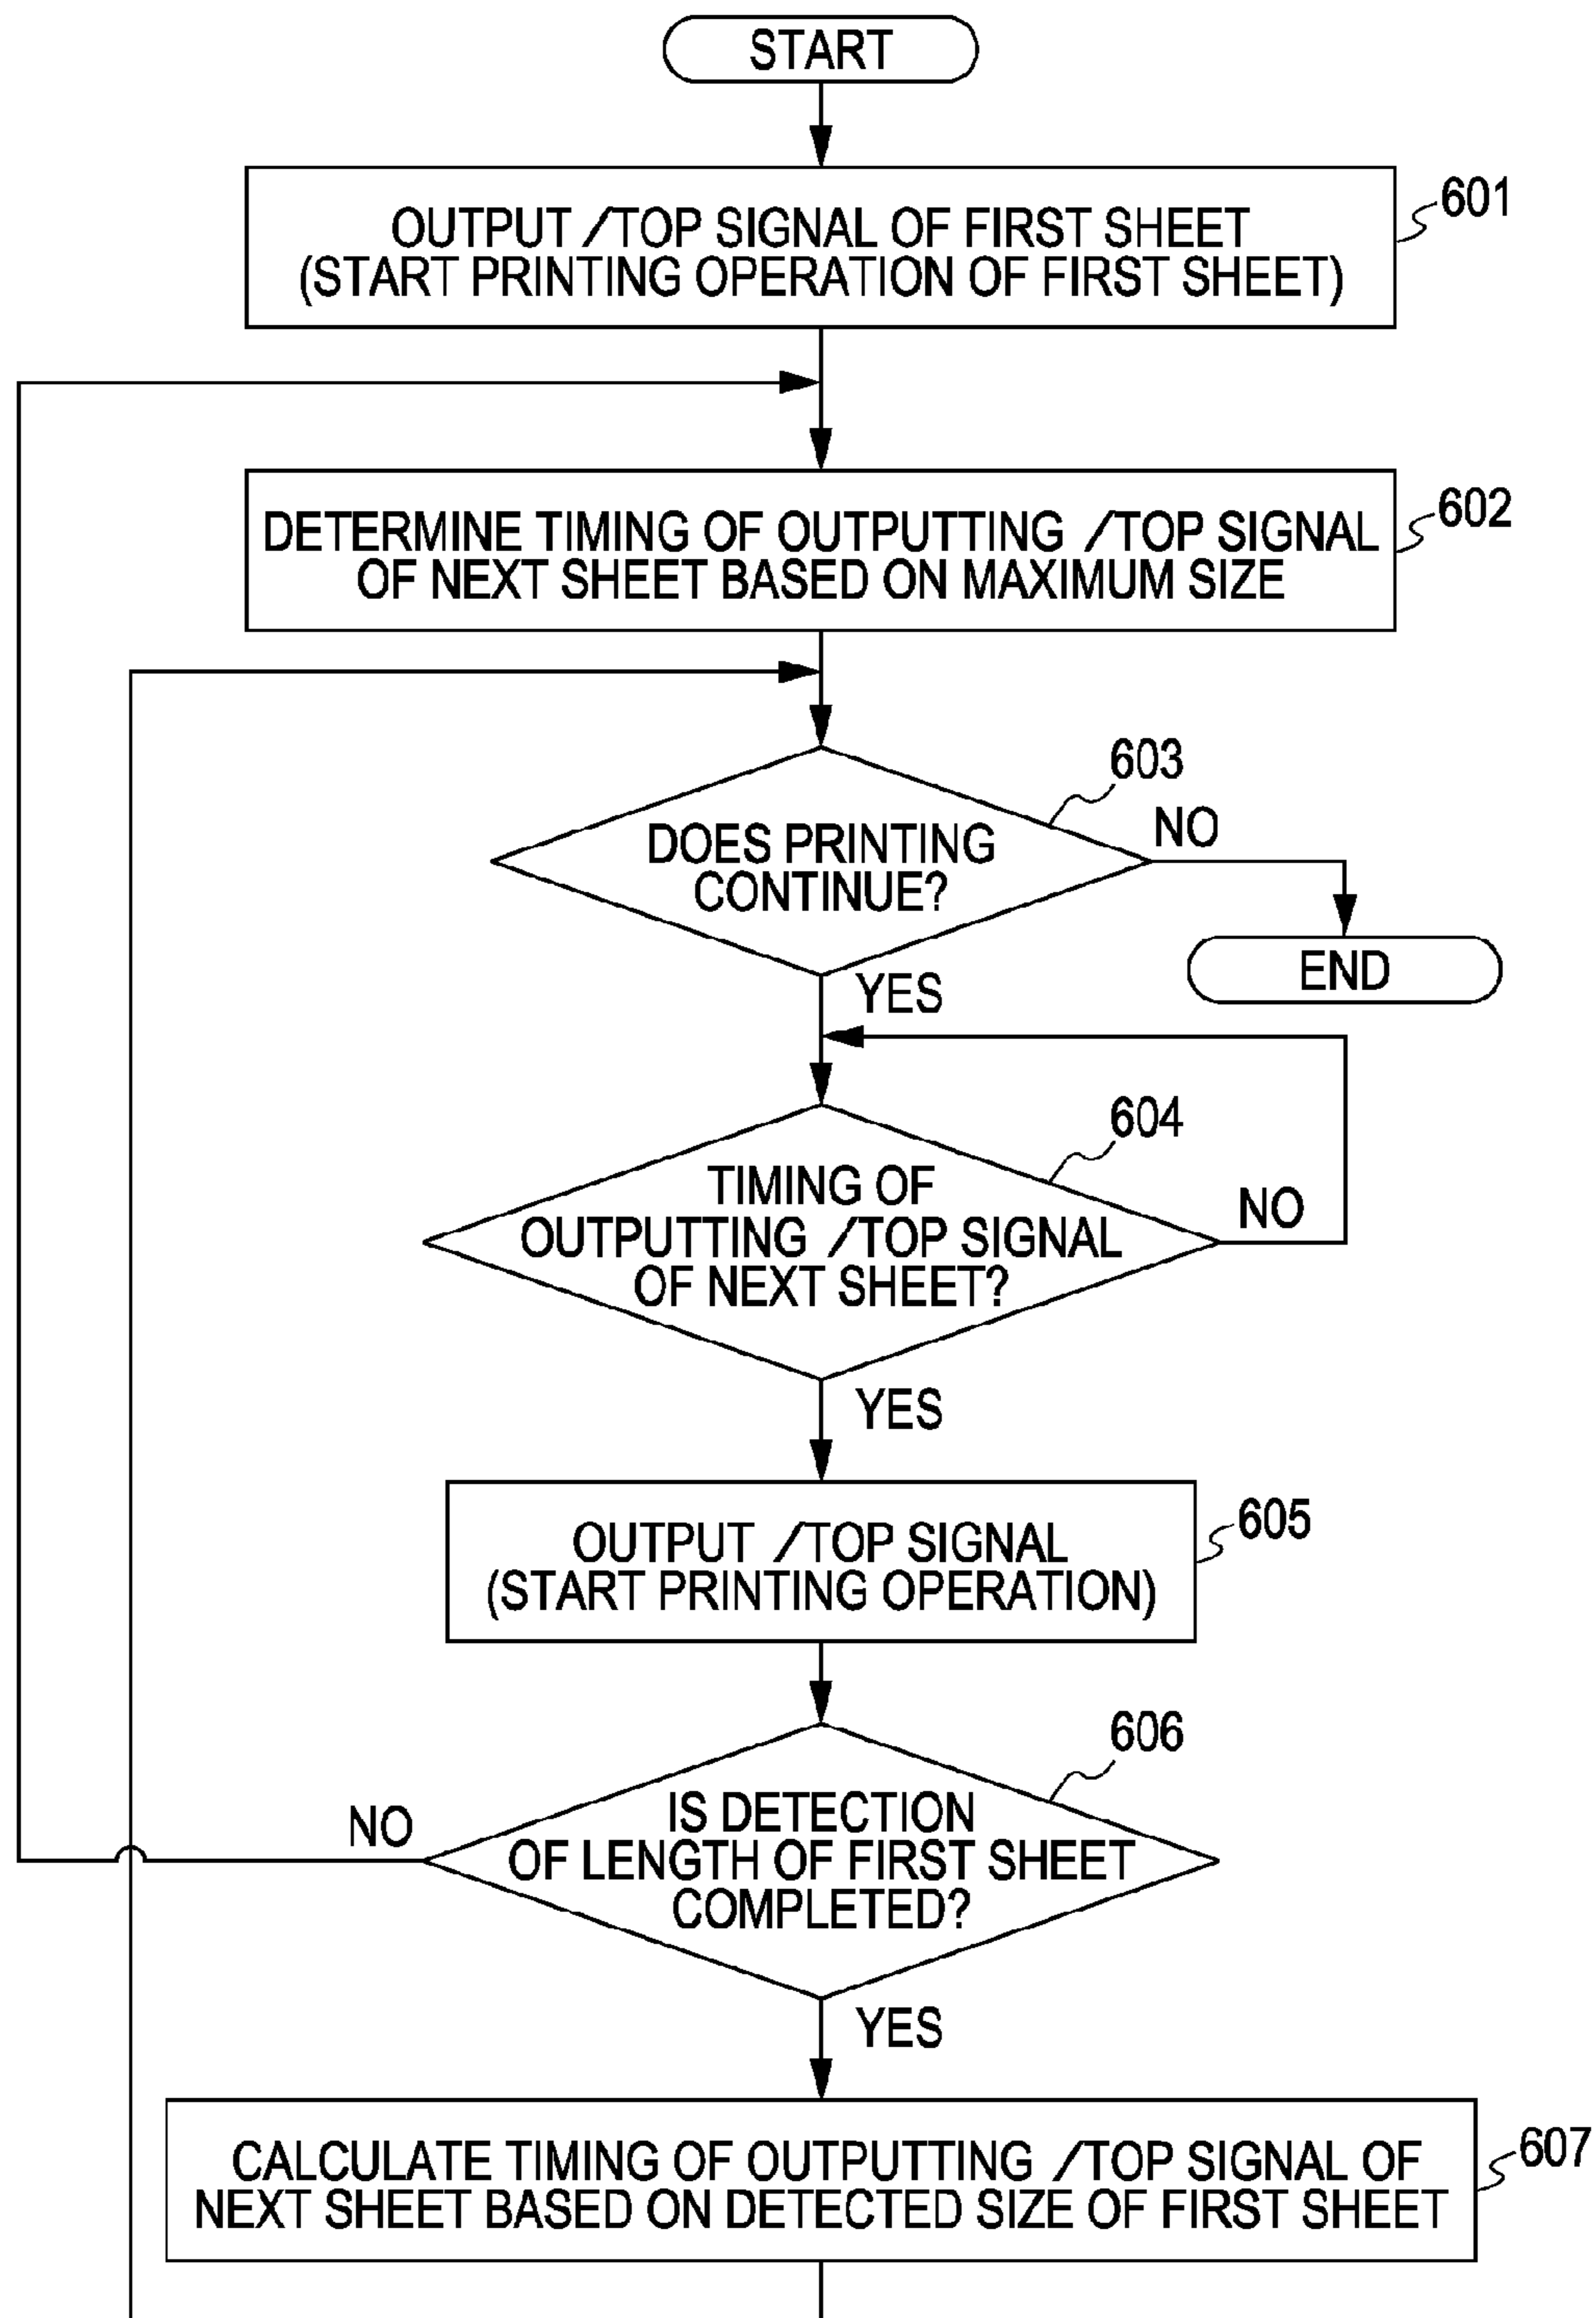 START
OUTPUT /TOP SIGNAL OF FIRST SHEET
(START PRINTING OPERATION OF FIRST SHEET)
601
DETERMINE TIMING OF OUTPUTTING /TOP SIGNAL
OF NEXT SHEET BASED ON MAXIMUM SIZE
602
603
DOES PRINTING
CONTINUE?
NO
END
YES
604
TIMING OF
OUTPUTTING /TOP SIGNAL
OF NEXT SHEET?
NO
YES
OUTPUT /TOP SIGNAL
(START PRINTING OPERATION)
605
606
IS DETECTION
OF LENGTH OF FIRST SHEET
COMPLETED?
NO
YES
CALCULATE TIMING OF OUTPUTTING /TOP SIGNAL OF
NEXT SHEET BASED ON DETECTED SIZE OF FIRST SHEET
607